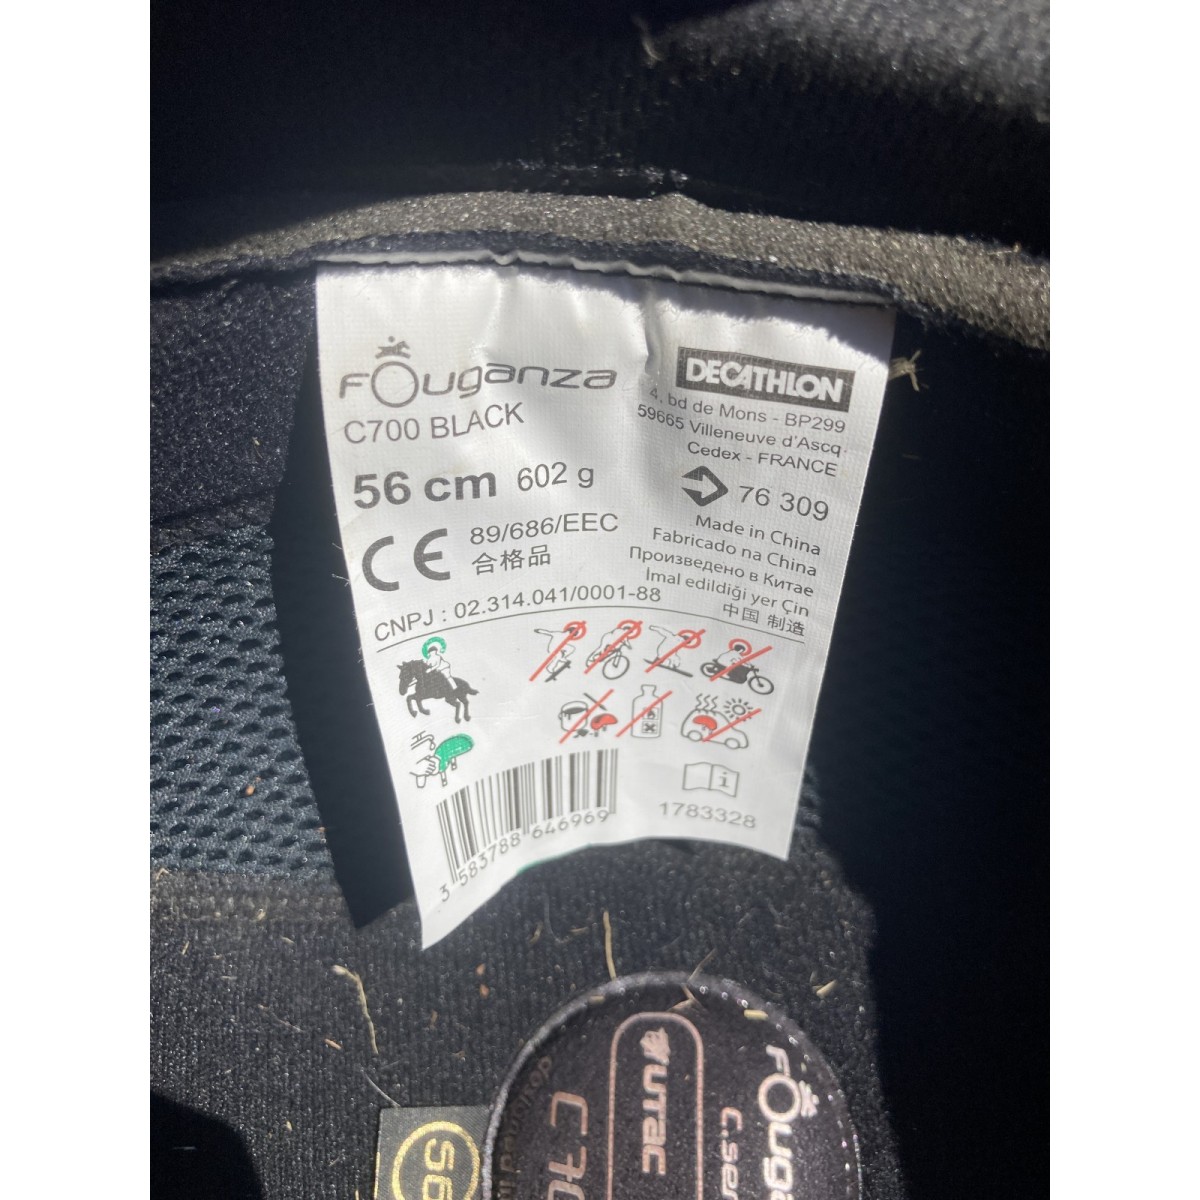 FOuganza
C700 BLACK
56 cm 602 g
CE 89/686/EEC
合格品
CNPJ : 02.314.041/0001-88
DECATHLON
4, bd de Mons - BP299
59665 Villeneuve d'Ascq
Cedex - FRANCE
76 309
Made in China
Fabricado na China
Произведено в Китае
İmal edildiği yer Çin
中国 制造
i
1783328
3 583788 646969
UTAC